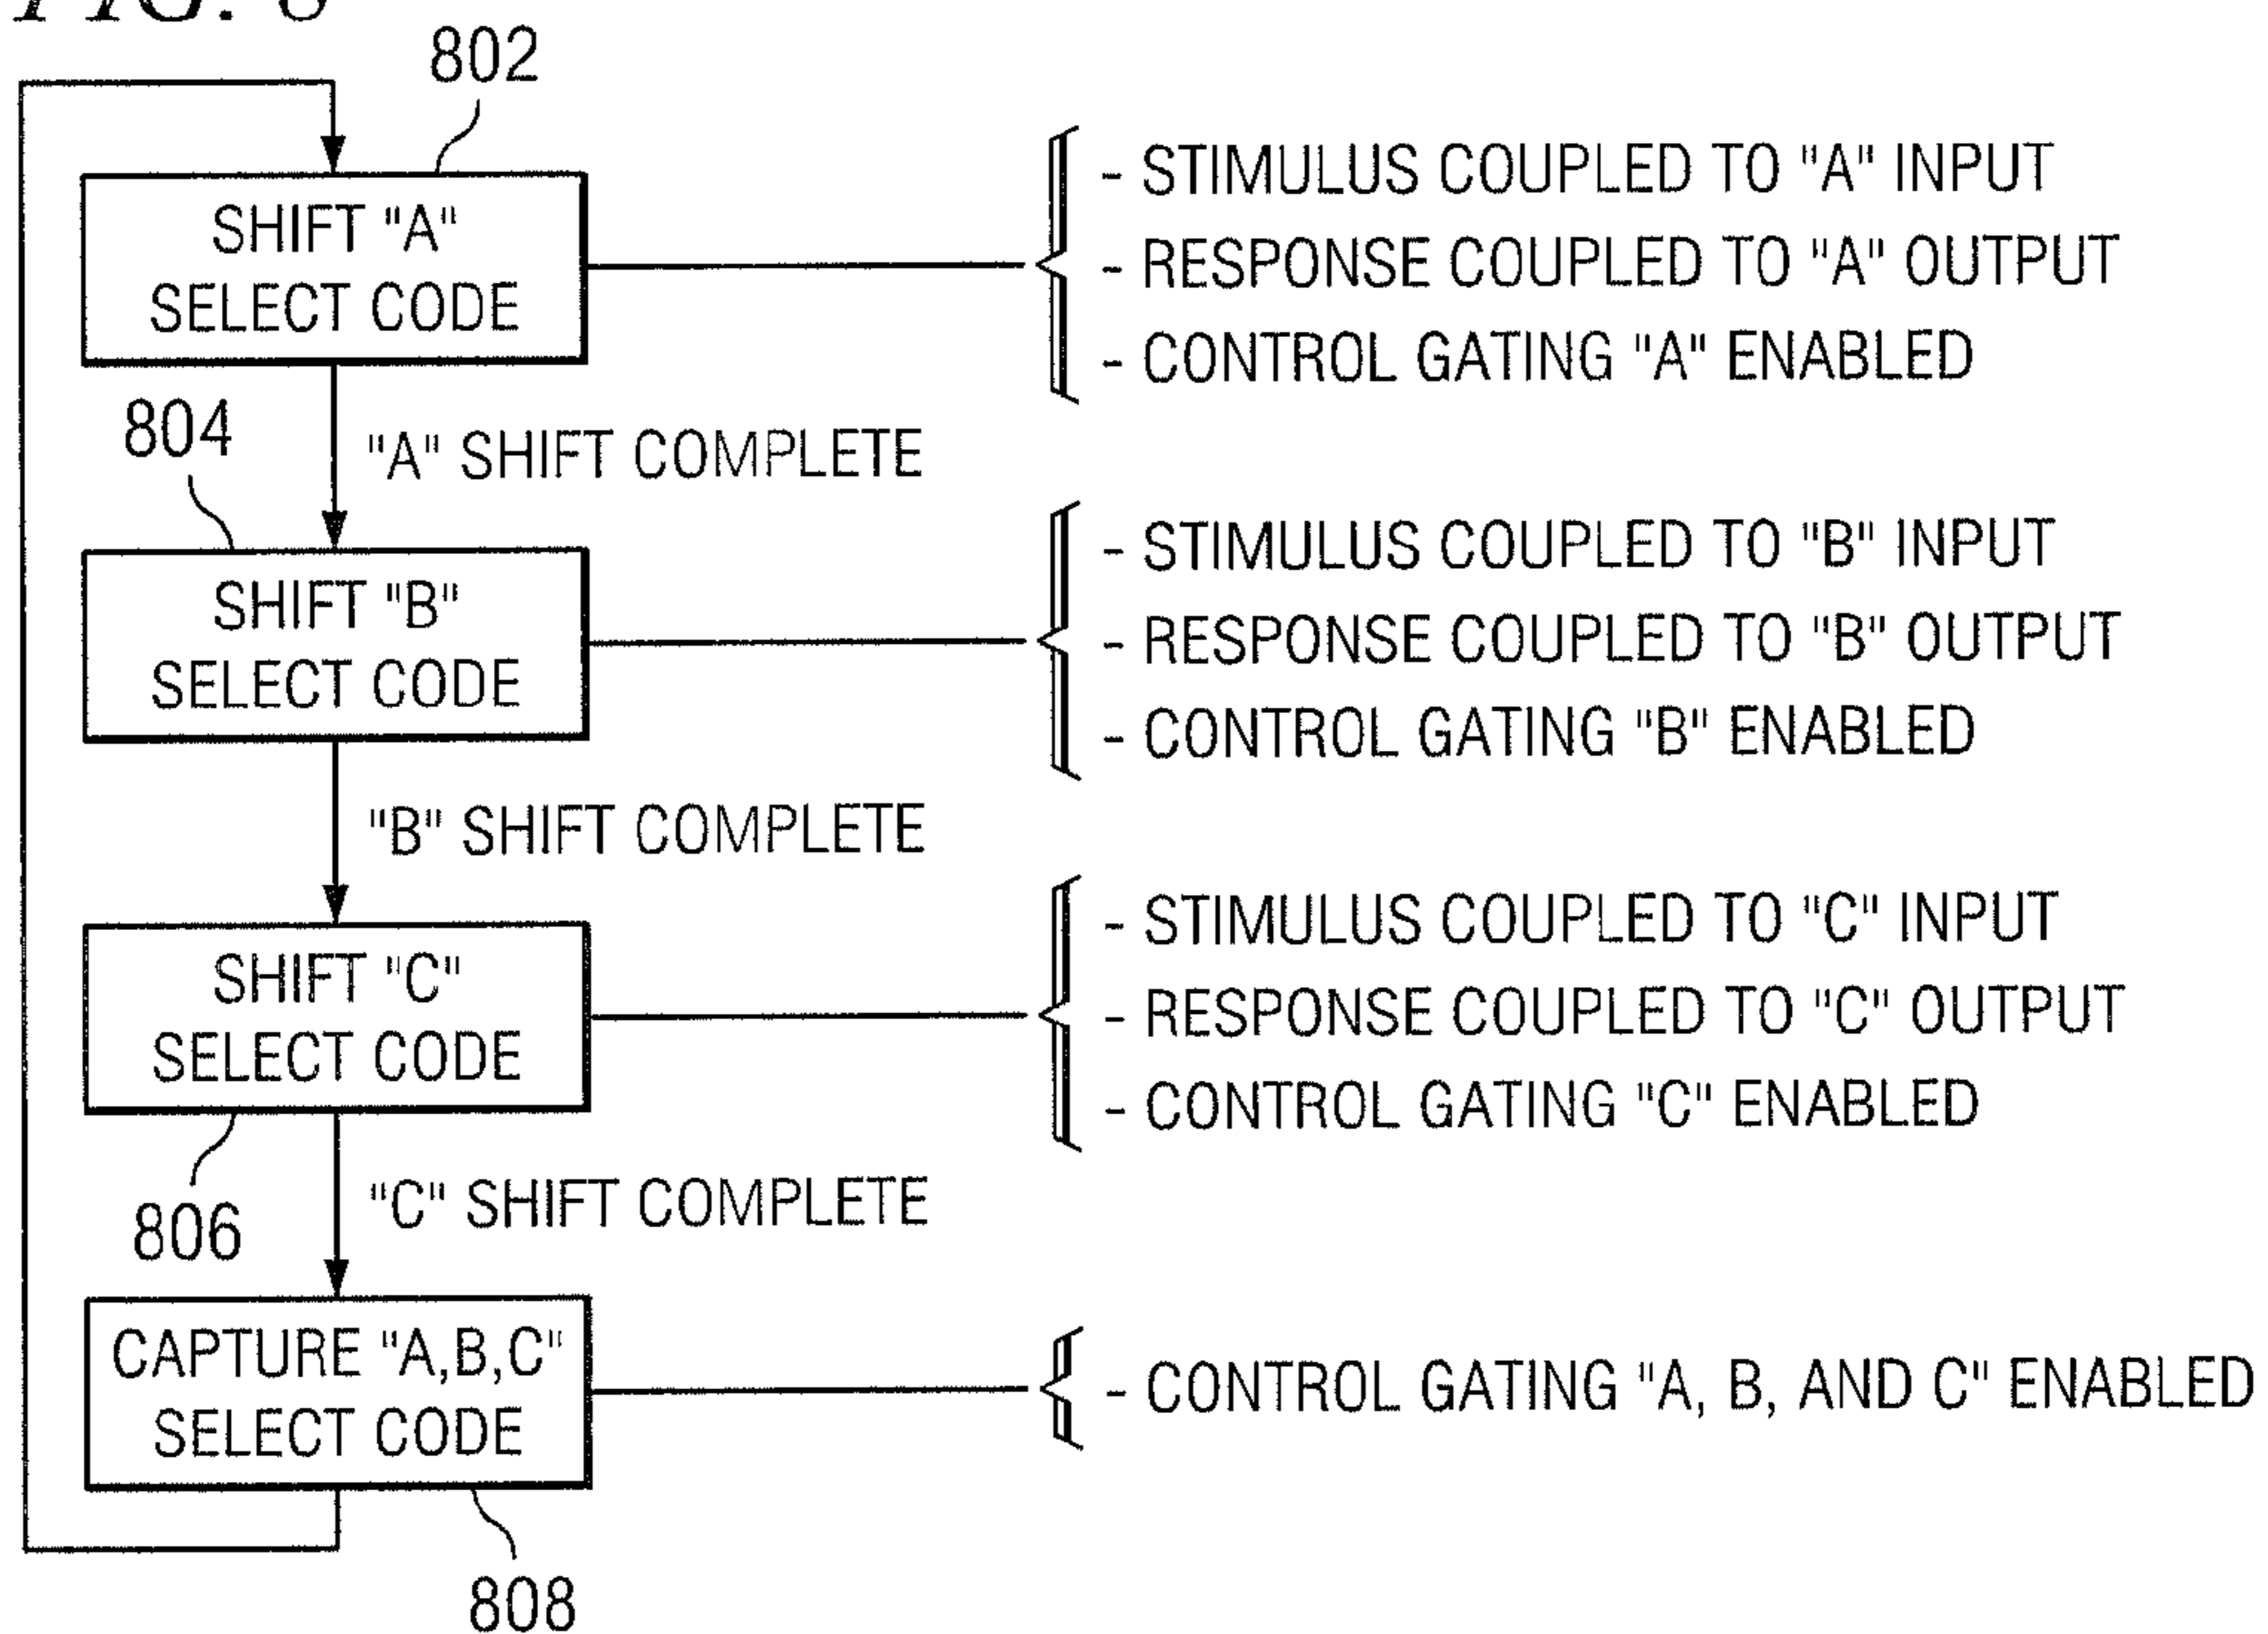 FIG. 8
802
SHIFT "A"
SELECT CODE
- STIMULUS COUPLED TO "A" INPUT
- RESPONSE COUPLED TO "A" OUTPUT
- CONTROL GATING "A" ENABLED
804
"A" SHIFT COMPLETE
SHIFT "B"
SELECT CODE
- STIMULUS COUPLED TO "B" INPUT
- RESPONSE COUPLED TO "B" OUTPUT
- CONTROL GATING "B" ENABLED
"B" SHIFT COMPLETE
SHIFT "C"
SELECT CODE
- STIMULUS COUPLED TO "C" INPUT
- RESPONSE COUPLED TO "C" OUTPUT
- CONTROL GATING "C" ENABLED
806
"C" SHIFT COMPLETE
CAPTURE "A,B,C"
SELECT CODE
- CONTROL GATING "A, B, AND C" ENABLED
808